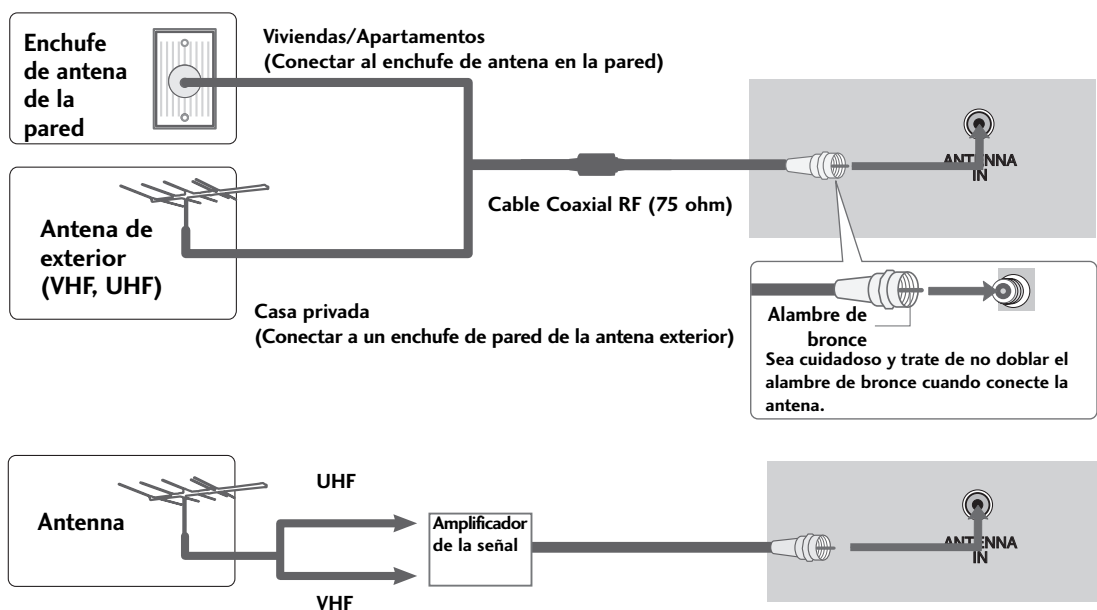 Enchufe
de antena
de la
pared
Viviendas/Apartamentos
(Conectar al enchufe de antena en la pared)
ANTENNA
IN
Cable Coaxial RF (75 ohm)
Antena de
exterior
(VHF, UHF)
Casa privada
(Conectar a un enchufe de pared de la antena exterior)
Alambre de
bronce
Sea cuidadoso y trate de no doblar el
alambre de bronce cuando conecte la
antena.
Antenna
UHF
VHF
Amplificador
de la señal
ANTENNA
IN